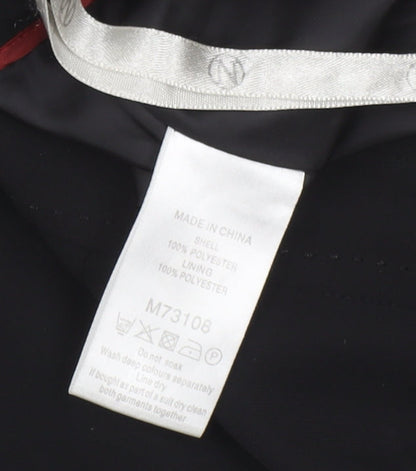 N
MADE IN CHINA
SHELL
100% POLYESTER
LINING
100% POLYESTER
M73108
P
Do not soak
Wash deep colours separately
Line dry
If bought as part of a suit dry clean
both garments together